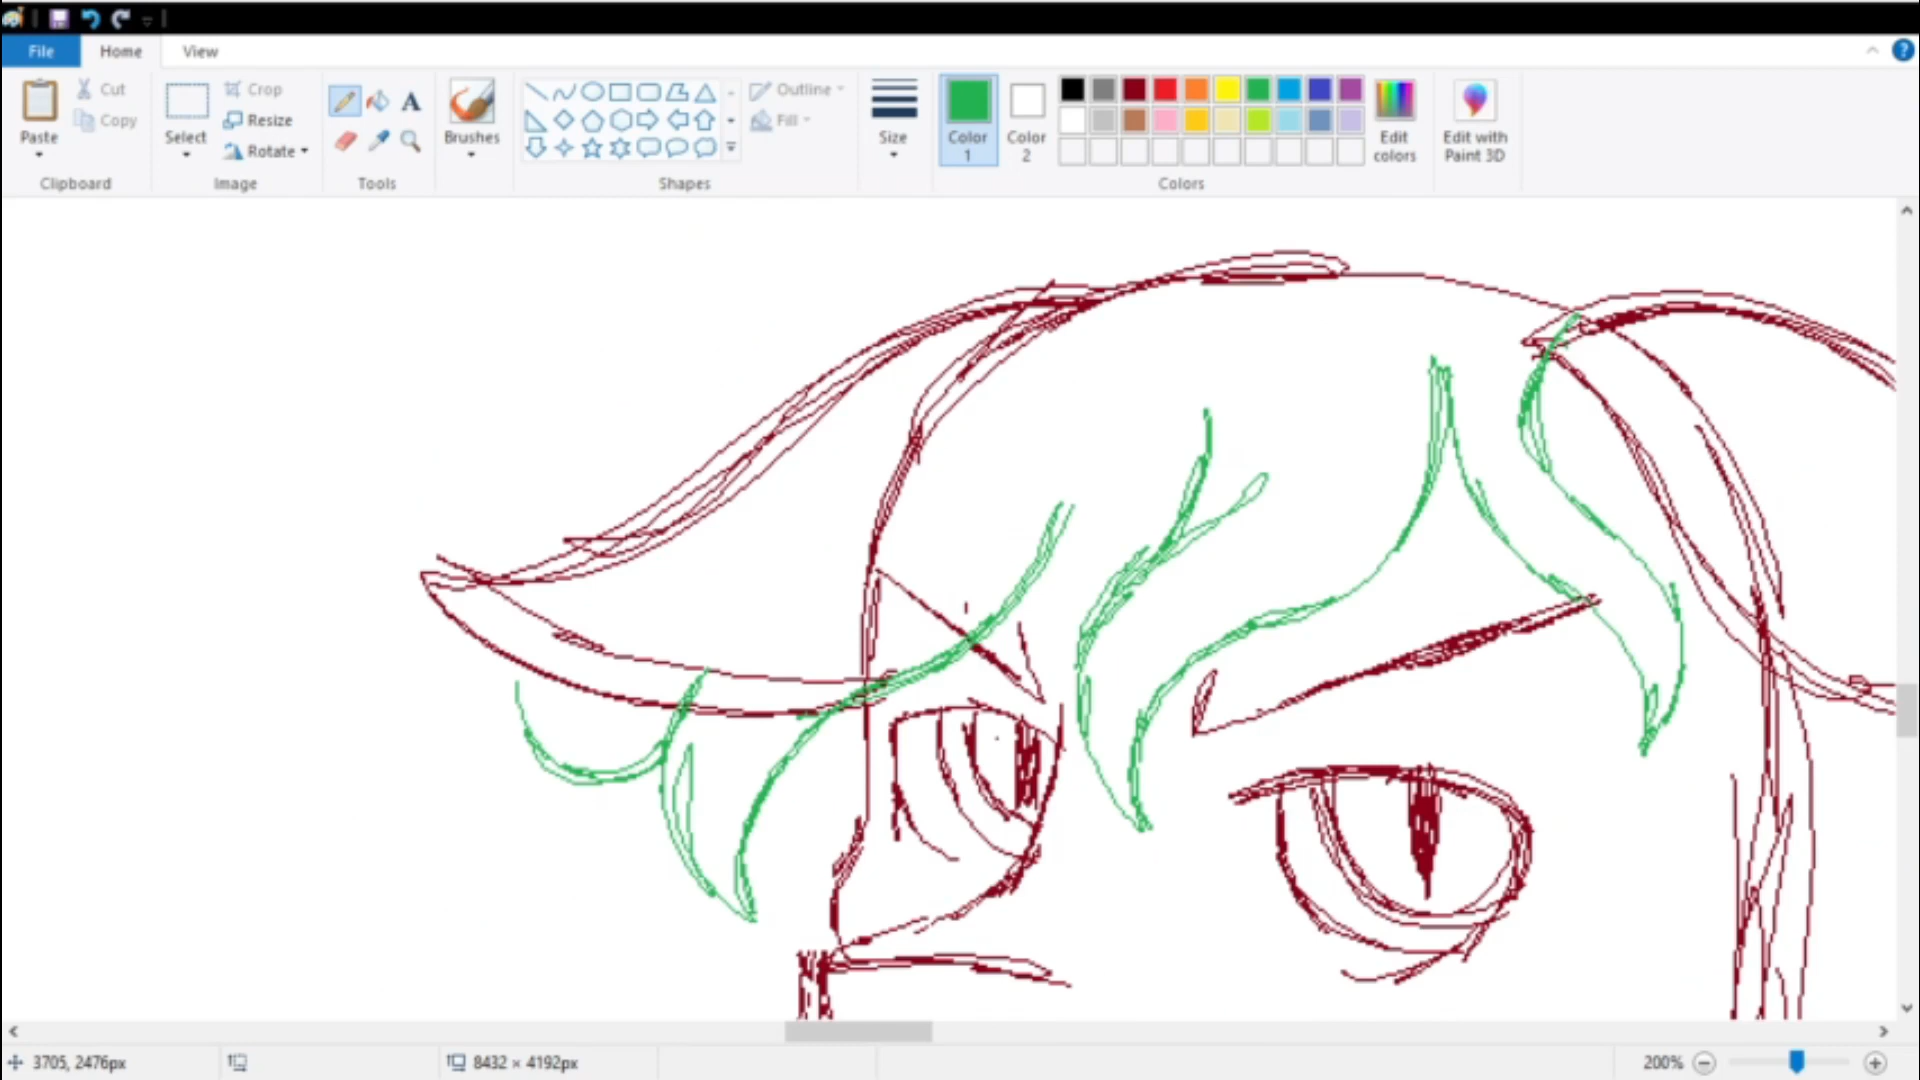 File Home View
Paste Cut Copy Select Crop Resize Rotate A Brushes Outline Fill Size Color 1 Color 2 Edit colors Edit with Paint 3D
Clipboard Image Tools Shapes Colors
3705, 2476px 8432 × 4192px 200%